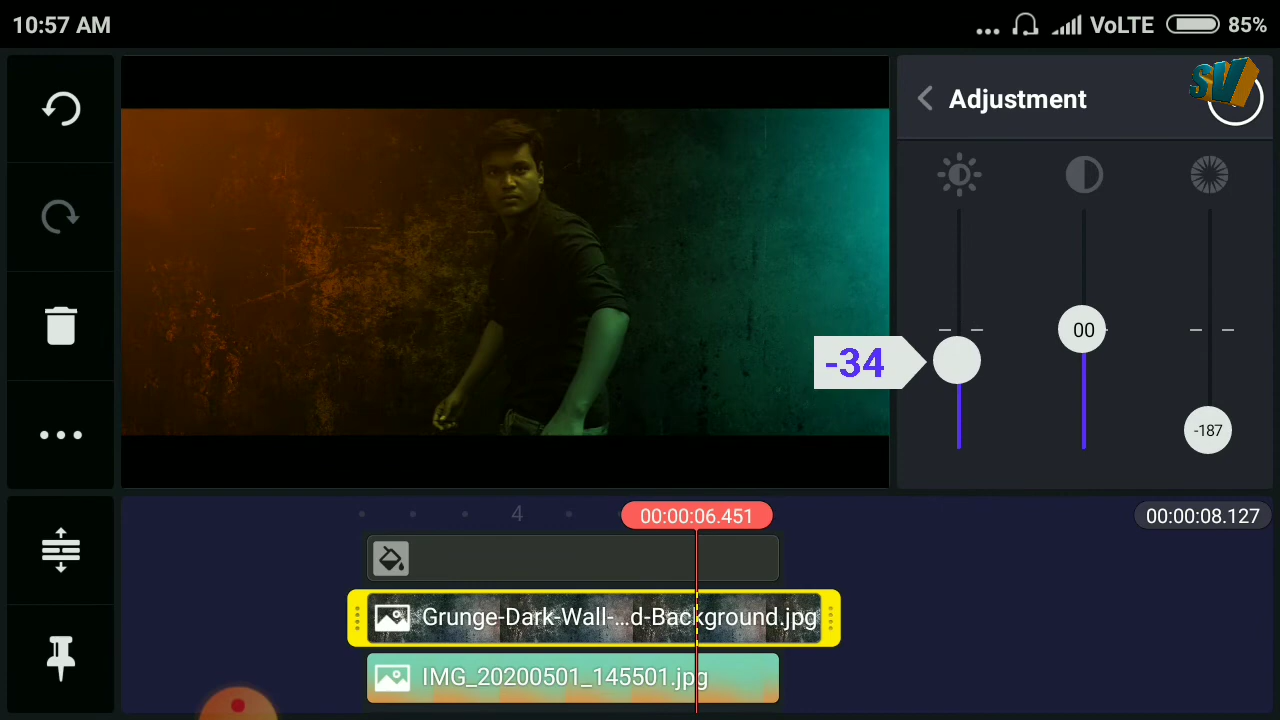 10:57 AM
... VoLTE 85%
Adjustment
SV
00
-34
-187
4
00:00:06.451
00:00:08.127
Grunge-Dark-Wall-...d-Background.jpg
IMG_20200501_145501.jpg